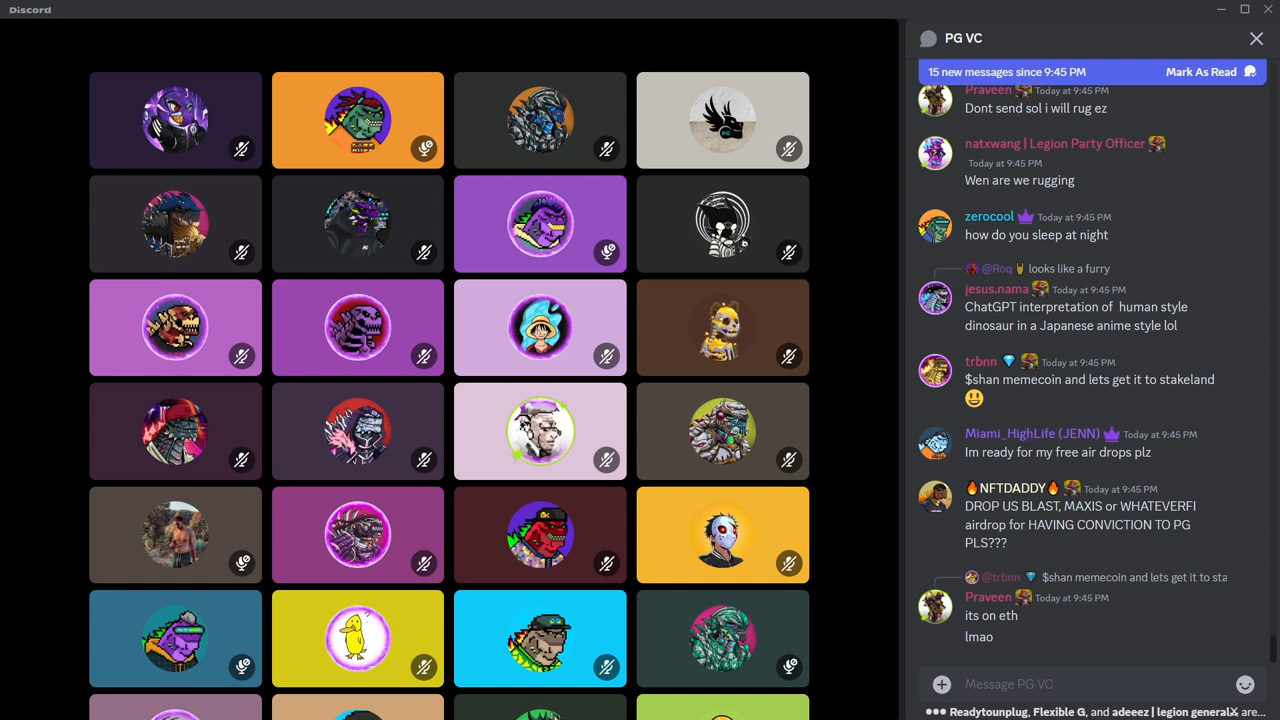 Discord
PG VC
15 new messages since 9:45 PM Mark As Read
Praveen Today at 9:45 PM
Dont send sol i will rug ez
natxwang | Legion Party Officer
Today at 9:45 PM
Wen are we rugging
zerocool Today at 9:45 PM
how do you sleep at night
@Roq looks like a furry
jesus.nama Today at 9:45 PM
ChatGPT interpretation of human style
dinosaur in a Japanese anime style lol
trbnn Today at 9:45 PM
$shan memecoin and lets get it to stakeland
😃
Miami_HighLife (JENN) Today at 9:45 PM
Im ready for my free air drops plz
🔥NFTDADDY🔥 Today at 9:45 PM
DROP US BLAST, MAXIS or WHATEVERFI
airdrop for HAVING CONVICTION TO PG
PLS???
@trbnn 💎 $shan memecoin and lets get it to sta
Praveen Today at 9:45 PM
its on eth
lmao
Message PG VC
Readytounplug, Flexible G, and adeeez | legion general are...